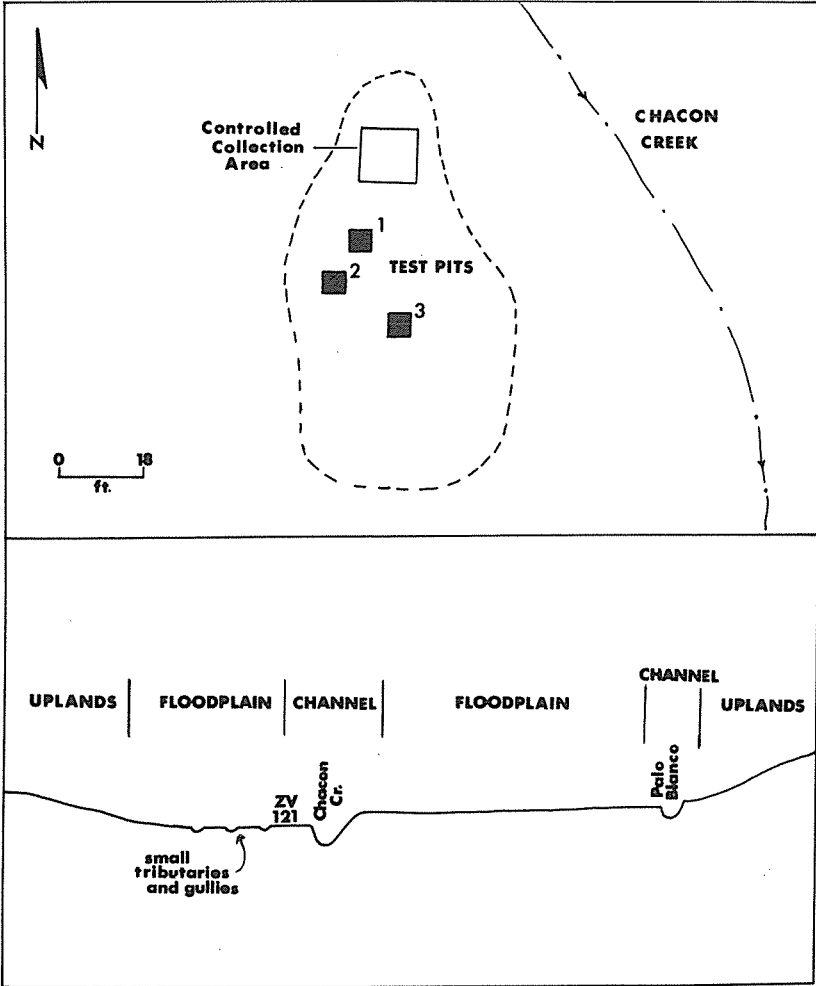 N
Controlled
Collection
Area
CHACON
CREEK
1
2
TEST PITS
3
0 18
ft.
UPLANDS
FLOODPLAIN
CHANNEL
FLOODPLAIN
CHANNEL
UPLANDS
ZV
121
Chacon
Cr.
Palo
Blanco
small
tributaries
and gullies